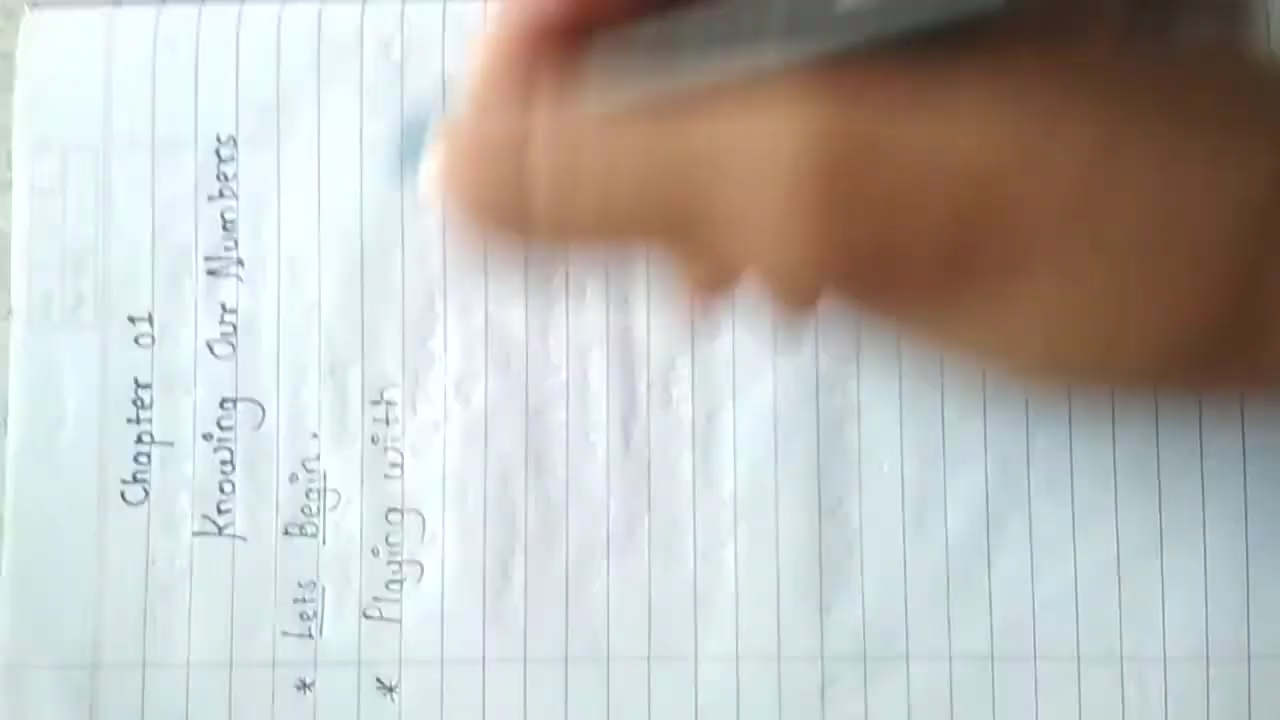 Chapter 01
Knowing Our Numbers
* Lets Begin.
* Playing with